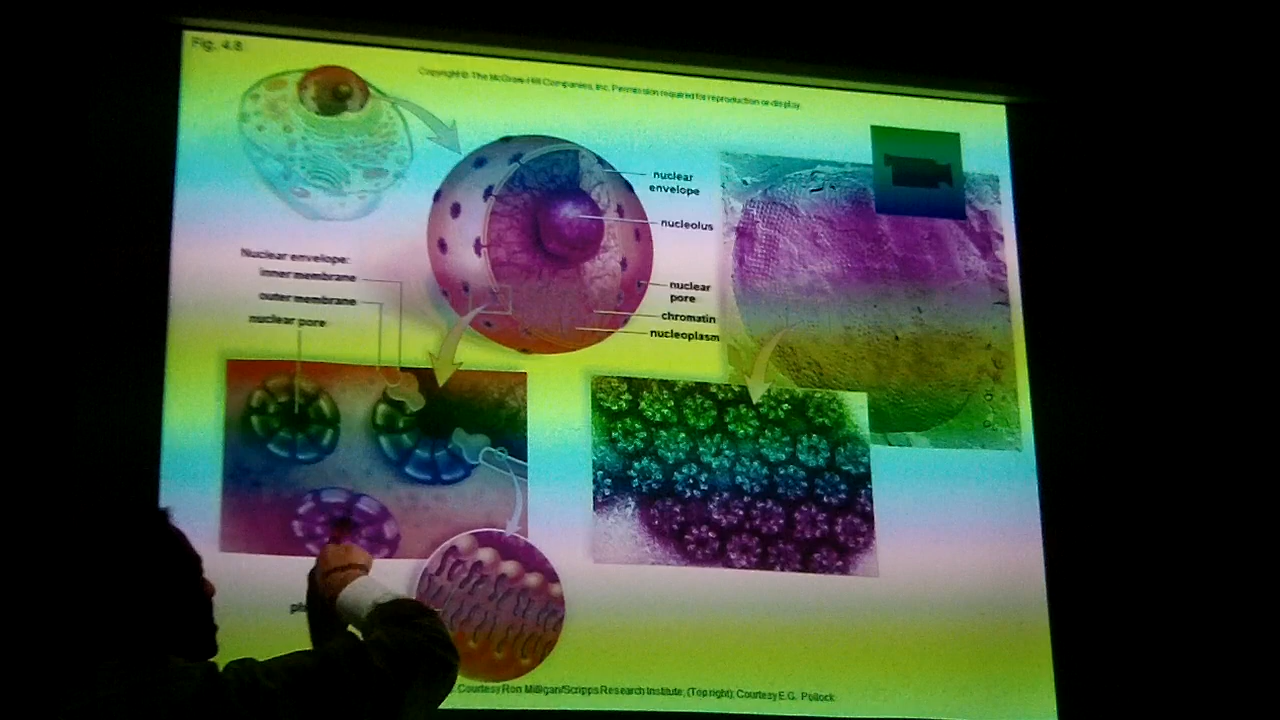 Fig. 4.8
Copyright © The McGraw-Hill Companies, Inc. Permission required for reproduction or display.
nuclear
envelope
nucleolus
nuclear
pore
chromatin
nucleoplasm
Nuclear envelope:
inner membrane
outer membrane
nuclear pore
Courtesy Ron Milligan/Scripps Research Institute; (Top right): Courtesy E.G. Pollock